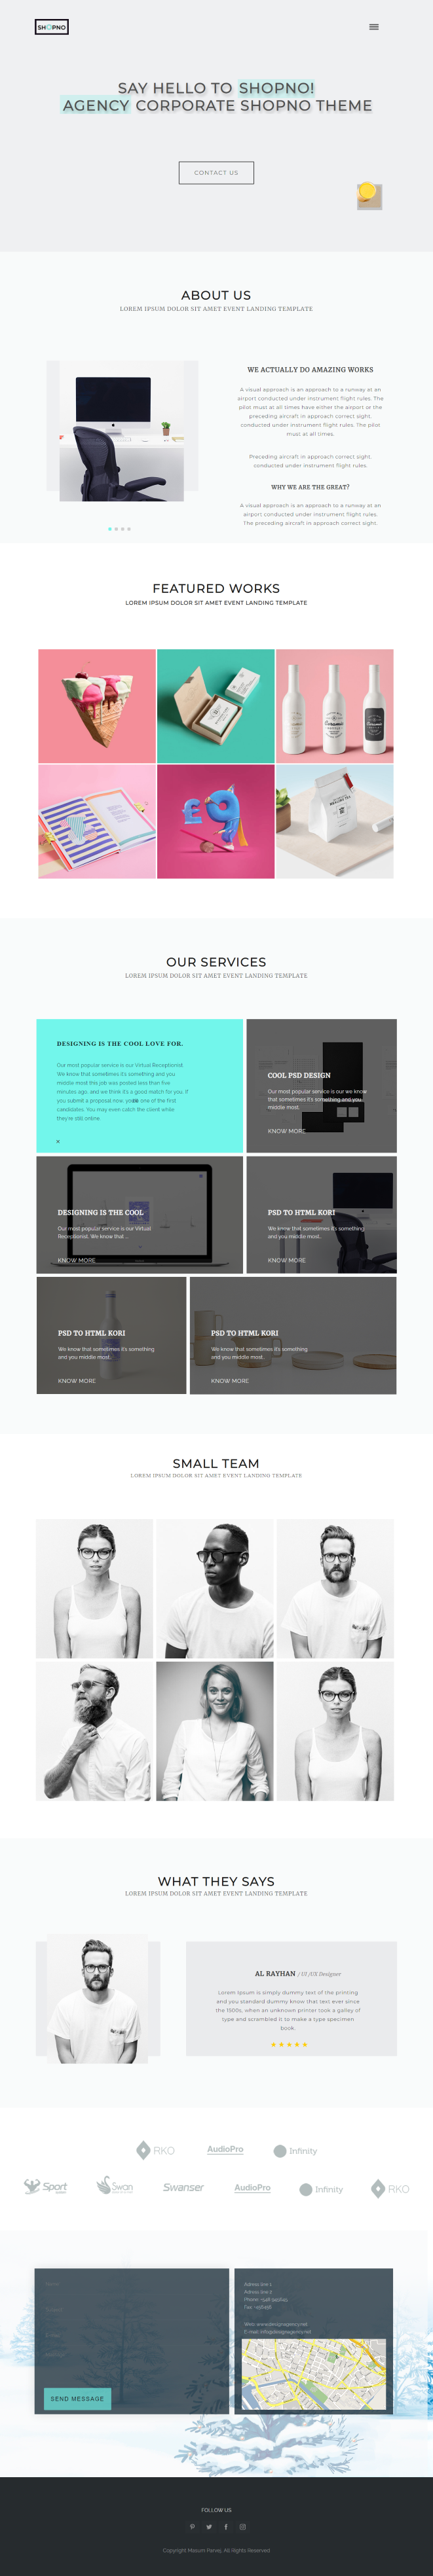 SHOPNO
SAY HELLO TO SHOPNO!
AGENCY CORPORATE SHOPNO THEME
CONTACT US
ABOUT US
LOREM IPSUM DOLOR SIT AMET EVENT LANDING TEMPLATE
WE ACTUALLY DO AMAZING WORKS
A visual approach is an approach to a runway at an
airport conducted under instrument flight rules. The
pilot must at all times have either the airport or the
preceding aircraft in approach correct sight.
conducted under instrument flight rules. The pilot
must at all times.
Preceding aircraft in approach correct sight.
conducted under instrument flight rules.
WHY WE ARE THE GREAT?
A visual approach is an approach to a runway at an
airport conducted under instrument flight rules.
The preceding aircraft in approach correct sight.
FEATURED WORKS
LOREM IPSUM DOLOR SIT AMET EVENT LANDING TEMPLATE
OUR SERVICES
LOREM IPSUM DOLOR SIT AMET EVENT LANDING TEMPLATE
DESIGNING IS THE COOL LOVE FOR.
Our most popular service is our Virtual Receptionist.
We know that sometimes it's something and you
middle most this job was posted less than five
minutes ago, and we think it's a good match for you. If
you submit a proposal now, one of the first
candidates. You may even catch the client while
they're still online.
COOL PSD DESIGN
Our most popular service is our we know
that sometimes it's something and you
middle most.
KNOW MORE
DESIGNING IS THE COOL
Our most popular service is our Virtual
Receptionist. We know that ...
KNOW MORE
PSD TO HTML KORI
We know that sometimes it's something
and you middle most..
KNOW MORE
PSD TO HTML KORI
We know that sometimes it's something
and you middle most..
KNOW MORE
PSD TO HTML KORI
We know that sometimes it's something
and you middle most..
KNOW MORE
SMALL TEAM
LOREM IPSUM DOLOR SIT AMET EVENT LANDING TEMPLATE
WHAT THEY SAYS
LOREM IPSUM DOLOR SIT AMET EVENT LANDING TEMPLATE
AL RAYHAN / UI /UX Designer
Lorem Ipsum is simply dummy text of the printing
and you standard dummy know that text ever since
the 1500s, when an unknown printer took a galley of
type and scrambled it to make a type specimen
book.
RKO AudioPro Infinity
Sport Swan Swanser AudioPro Infinity RKO
SEND MESSAGE
Adress line 1
Adress line 2
FOLLOW US
Copyright Masum Parvej. All Rights Reserved